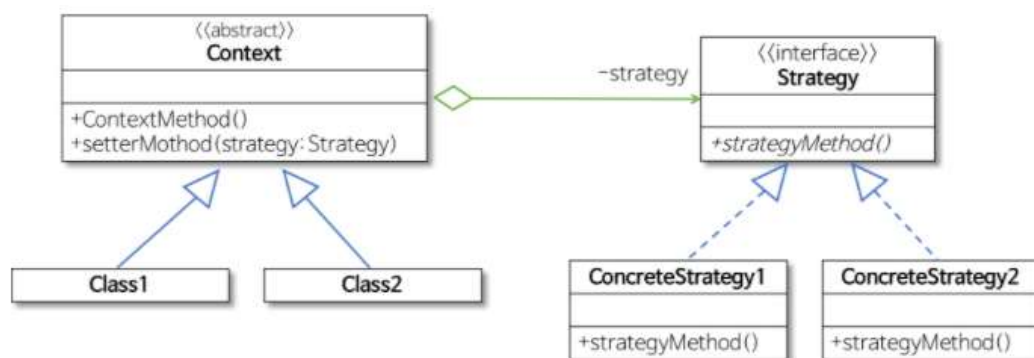 <<abstract>>
Context
+ContextMethod()
+setterMothod(strategy: Strategy)
-strategy
<<interface>>
Strategy
+strategyMethod()
Class1
Class2
ConcreteStrategy1
+strategyMethod()
ConcreteStrategy2
+strategyMethod()